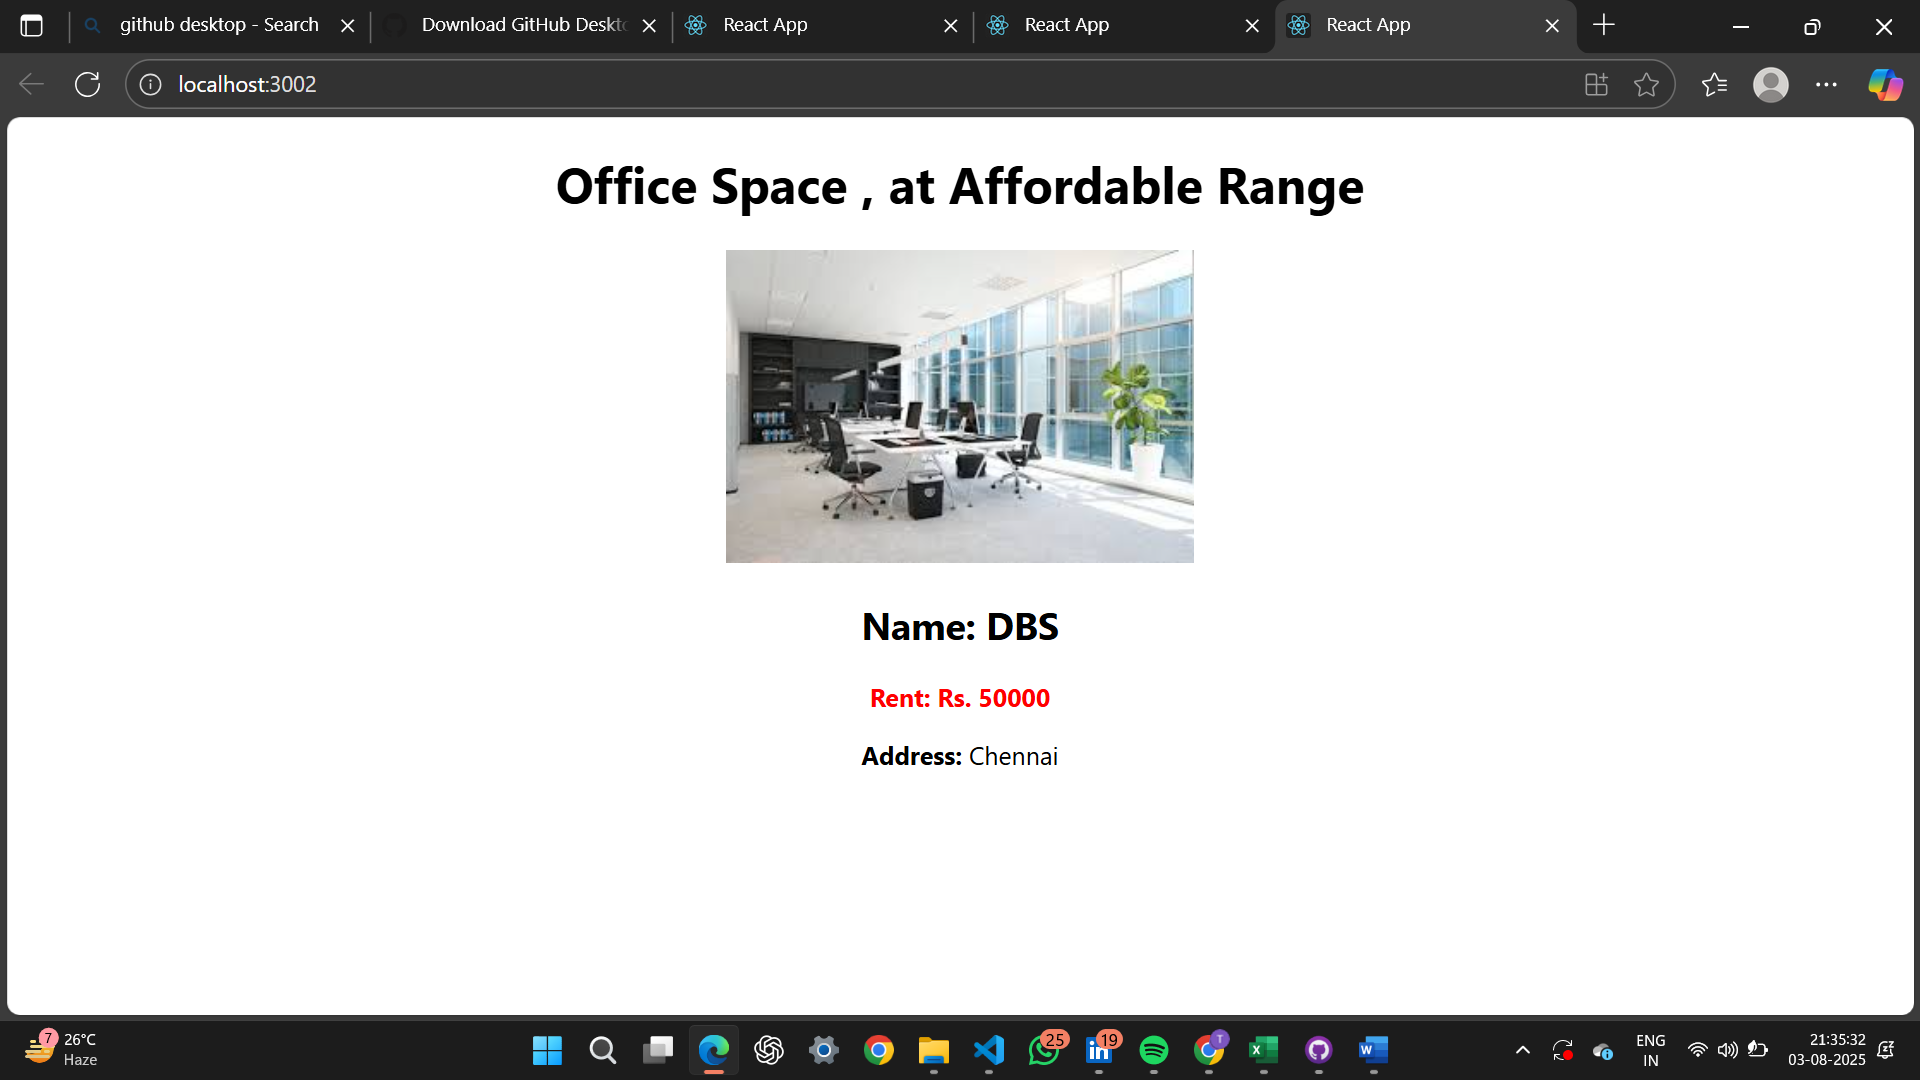 github desktop - Search
Download GitHub Deskto
React App
React App
React App
localhost:3002
Office Space , at Affordable Range
Name: DBS
Rent: Rs. 50000
Address: Chennai
7
26°C
Haze
25
19
T
ENG
IN
21:35:32
03-08-2025